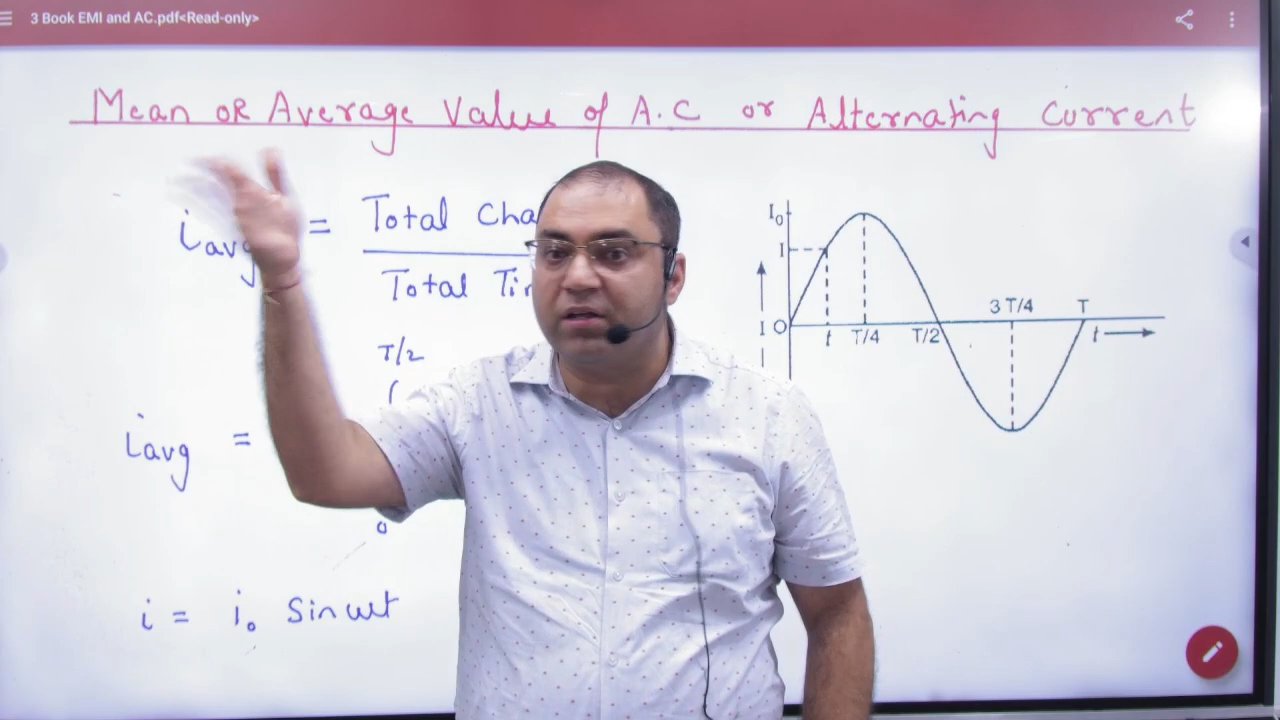 3 Book EMI and AC.pdf<Read-only>
Mean OR Average Value of A.C or Alternating Current
iavg = Total Cha
Total Ti
T/2
iavg =
o
i = i₀ Sin ωt
I₀
I
I O t T/4 T/2 3 T/4 T t